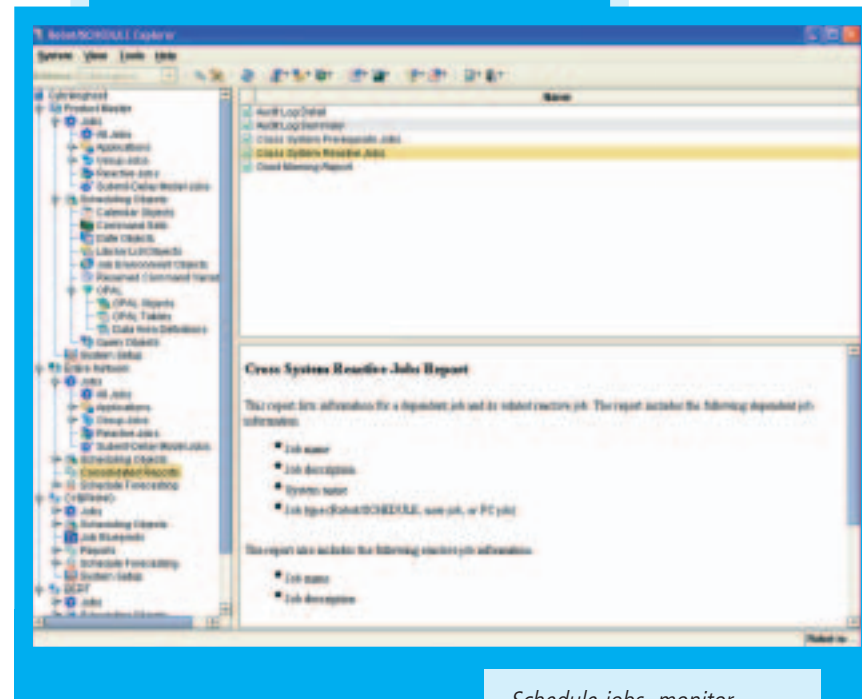 Robot/SCHEDULE Explorer
System View Tools Help
Product Master
Jobs
All Jobs
Applications
Group Jobs
Reactive Jobs
Submit-Delay Model Jobs
Scheduling Objects
Calendar Objects
Command Sets
Date Objects
Library List Objects
Job Environment Objects
Reserved Command Variab
OPAL
OPAL Objects
OPAL Tables
Data Area Definitions
Query Objects
System Setup
Entire Network
Jobs
All Jobs
Applications
Group Jobs
Reactive Jobs
Submit-Delay Model Jobs
Scheduling Objects
Consolidated Reports
Schedule Forecasting
Jobs
Scheduling Objects
Job Blueprints
Reports
Schedule Forecasting
System Setup
BERT
Jobs
Scheduling Objects
Name
Audit Log Detail
Audit Log Summary
Cross System Prerequisite Jobs
Cross System Reactive Jobs
Good Morning Report
Cross System Reactive Jobs Report
This report lists information for a dependent job and its related reactive job. The report includes the following dependent job
information:
Job name
Job description
System name
Job type (Robot/SCHEDULE, user job, or PC job)
The report also includes the following reactive job information:
Job name
Job description
Schedule jobs, monitor